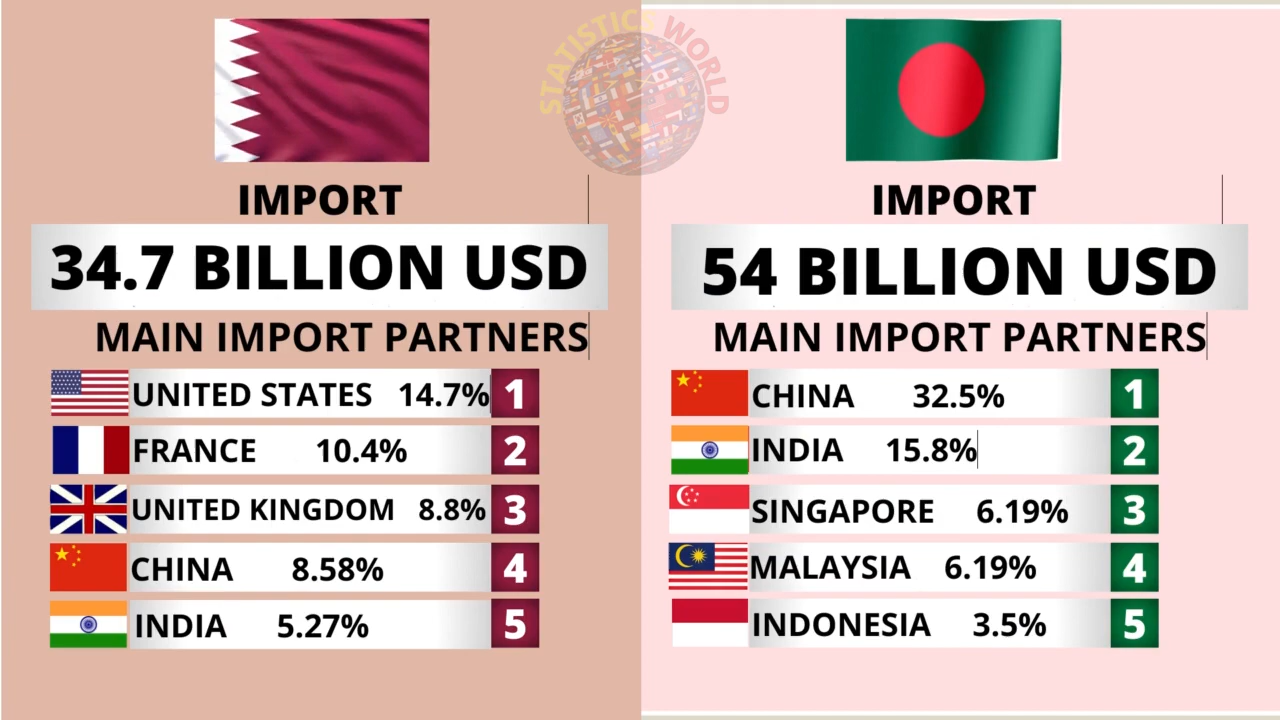 STATISTICS WORLD
IMPORT
34.7 BILLION USD
MAIN IMPORT PARTNERS
UNITED STATES 14.7% 1
FRANCE 10.4% 2
UNITED KINGDOM 8.8% 3
CHINA 8.58% 4
INDIA 5.27% 5
IMPORT
54 BILLION USD
MAIN IMPORT PARTNERS
CHINA 32.5% 1
INDIA 15.8% 2
SINGAPORE 6.19% 3
MALAYSIA 6.19% 4
INDONESIA 3.5% 5